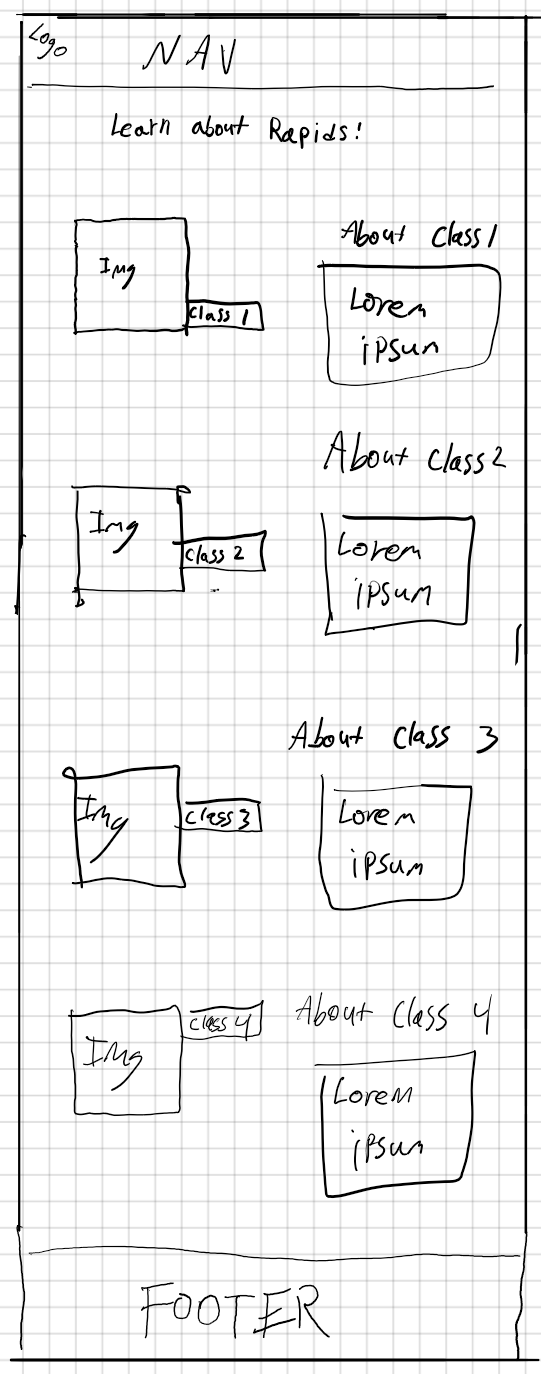 Logo
NAV
Learn about Rapids!
About Class 1
Img
Class 1
Lorem
ipsum
About Class 2
Img
Class 2
Lorem
ipsum
About Class 3
Img
Class 3
Lorem
ipsum
About Class 4
Img
Class 4
Lorem
ipsum
FOOTER